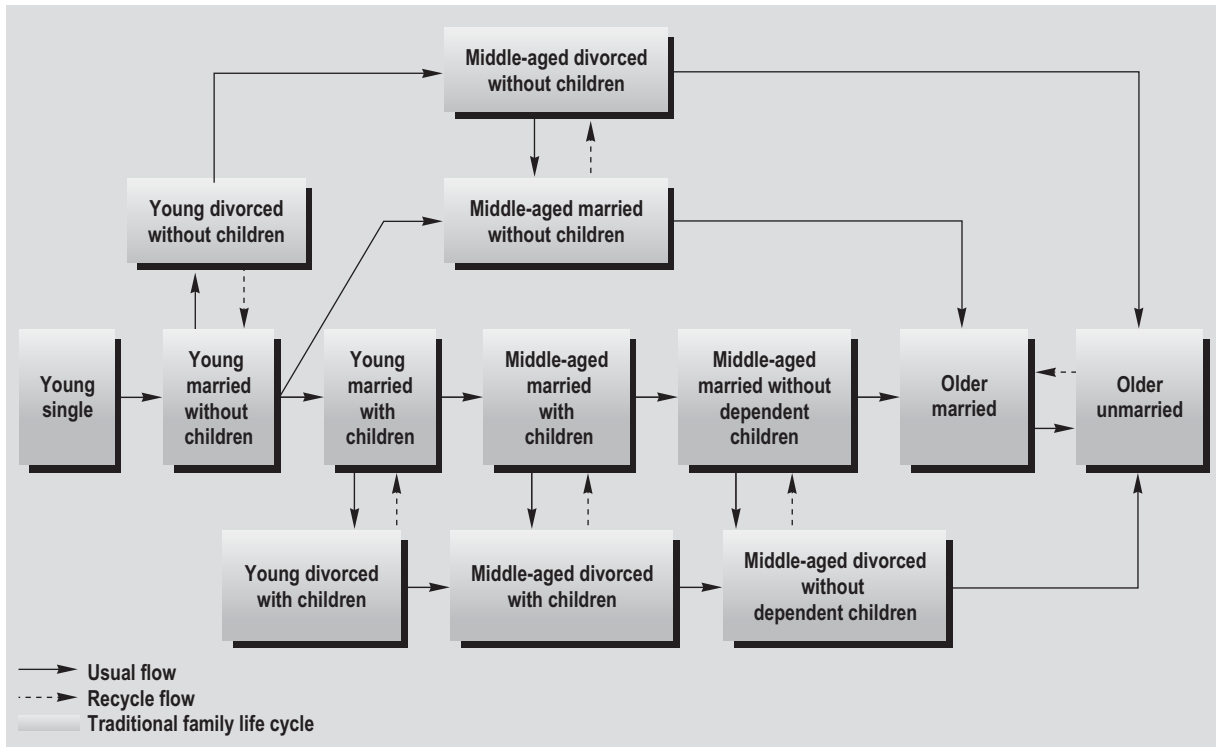 Middle-aged divorced
without children
Young divorced
without children
Middle-aged married
without children
Young
single
Young
married
without
children
Young
married
with
children
Middle-aged
married
with
children
Middle-aged
married without
dependent
children
Older
married
Older
unmarried
Young divorced
with children
Middle-aged divorced
with children
Middle-aged divorced
without
dependent children
Usual flow
Recycle flow
Traditional family life cycle